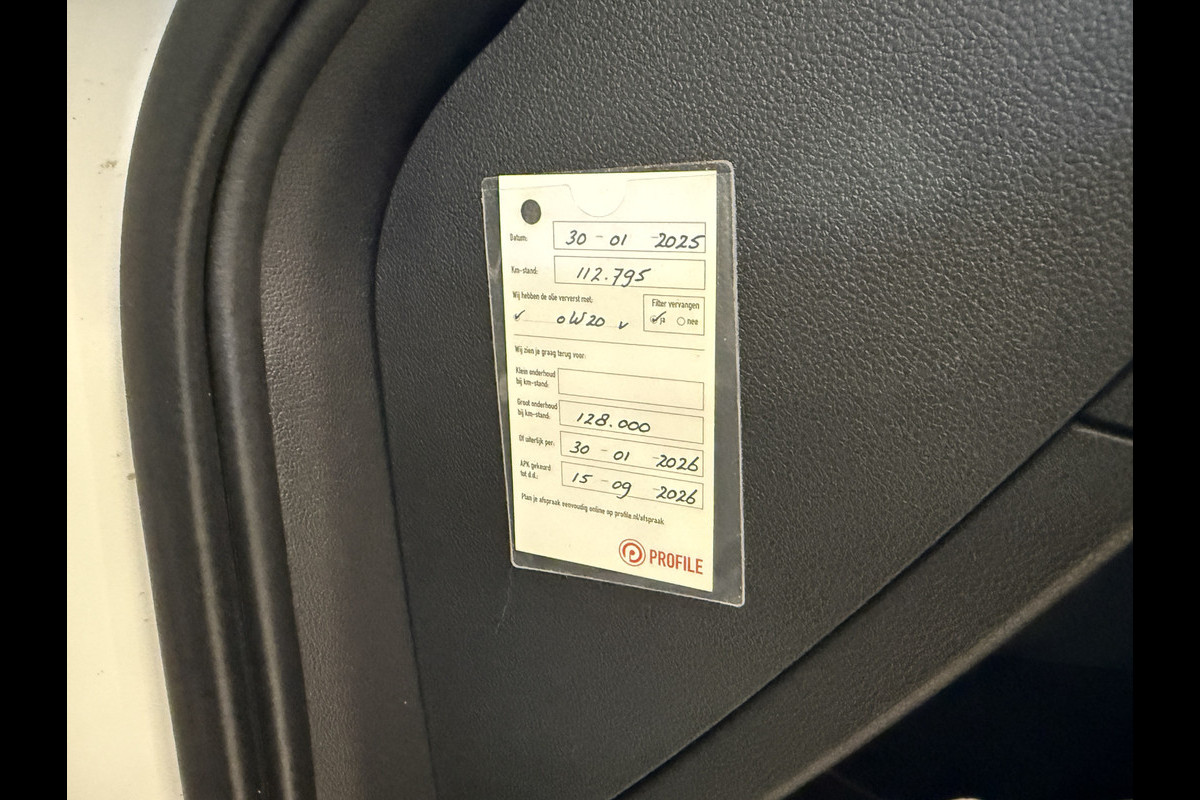 Datum: 30 - 01 - 2025
Km-stand: 112.795
Wij hebben de olie ververst met:
✓ 0W20 ✓
Filter vervangen
✓ ja ○ nee
Wij zien je graag terug voor:
Klein onderhoud
bij km-stand:
Groot onderhoud
bij km-stand: 128.000
Of uiterlijk per: 30 - 01 - 2026
APK gekeurd
tot d.d.: 15 - 09 - 2026
Plan je afspraak eenvoudig online op profile.nl/afspraak
PROFILE